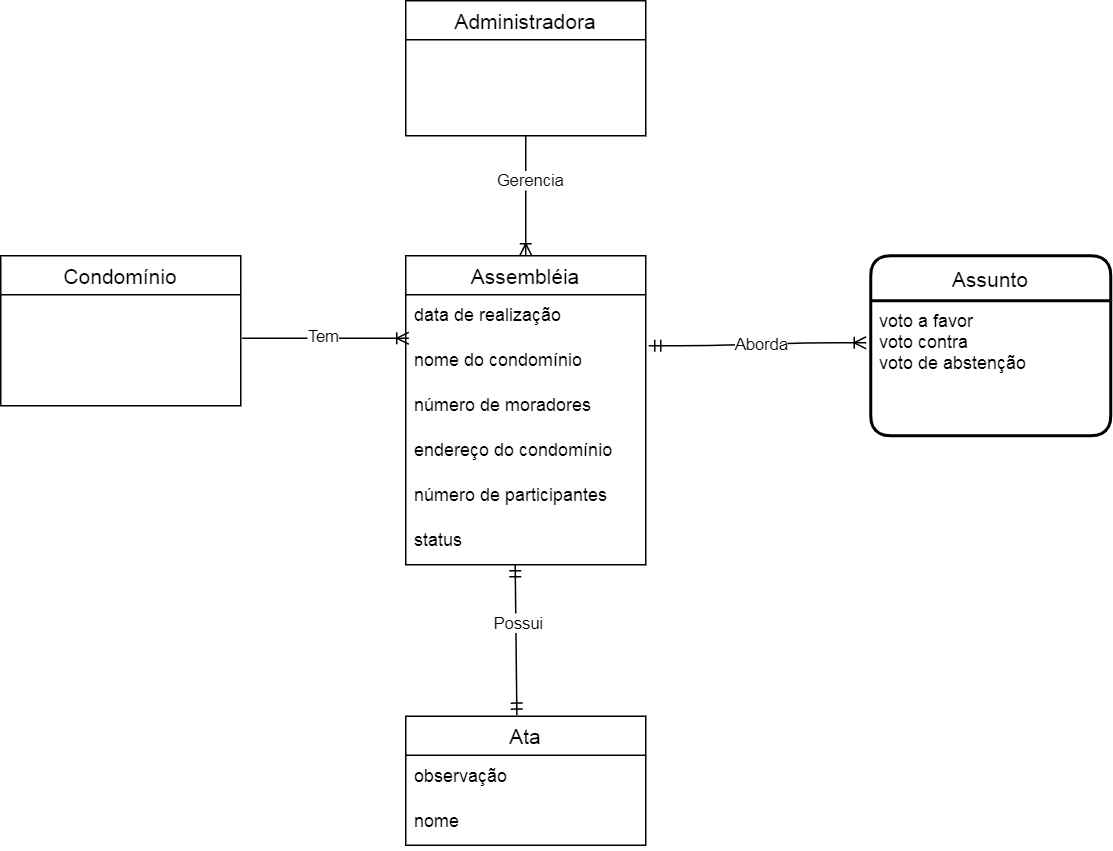 Administradora
Gerencia
Condomínio
Tem
Assembléia
data de realização
nome do condomínio
número de moradores
endereço do condomínio
número de participantes
status
Aborda
Assunto
voto a favor
voto contra
voto de abstenção
Possui
Ata
observação
nome